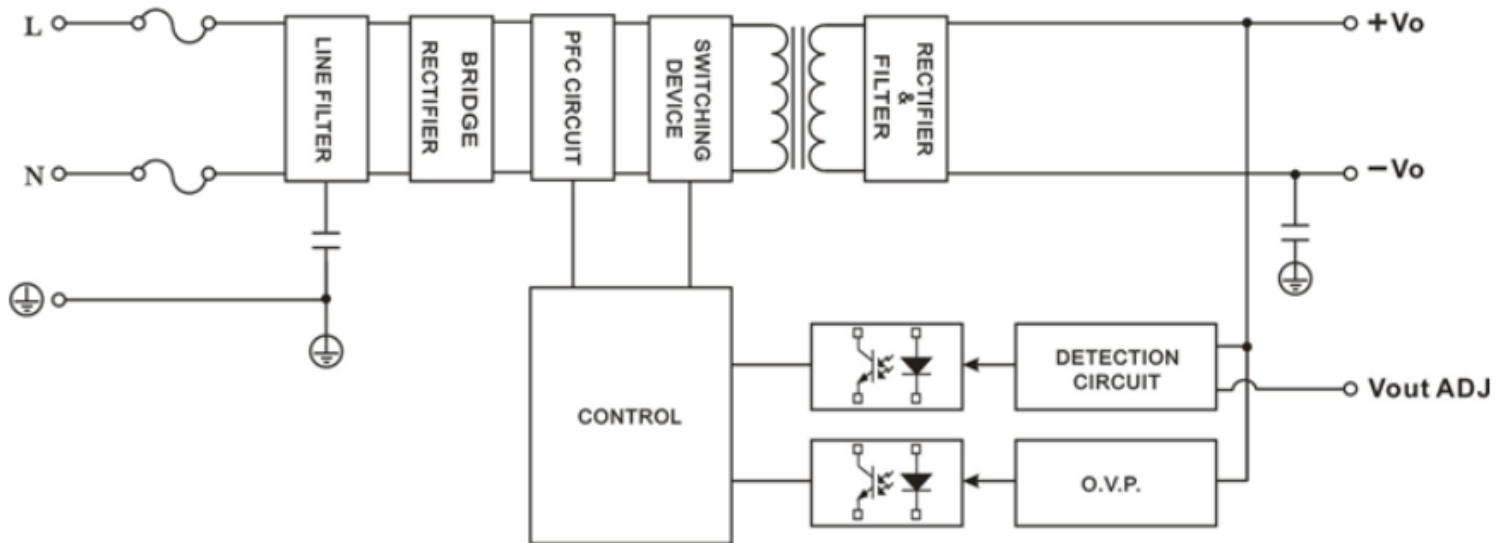 L
N
LINE FILTER
BRIDGE
RECTIFIER
PFC CIRCUIT
SWITCHING
DEVICE
RECTIFIER
&
FILTER
+Vo
−Vo
CONTROL
DETECTION
CIRCUIT
Vout ADJ
O.V.P.